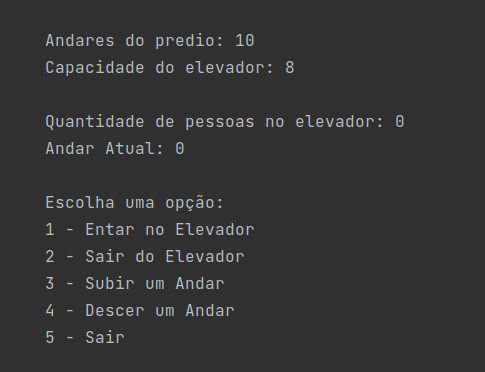 Andares do predio: 10
Capacidade do elevador: 8
Quantidade de pessoas no elevador: 0
Andar Atual: 0
Escolha uma opção:
1 - Entar no Elevador
2 - Sair do Elevador
3 - Subir um Andar
4 - Descer um Andar
5 - Sair